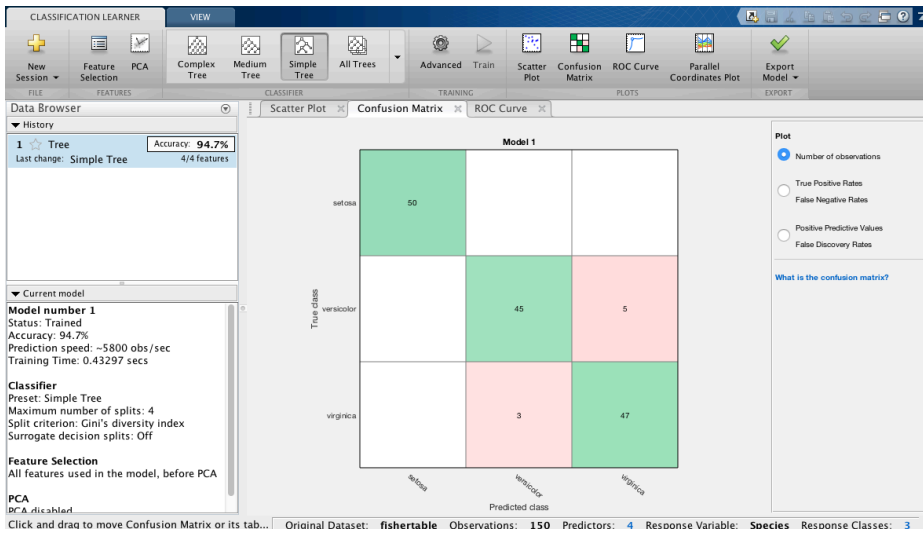 CLASSIFICATION LEARNER VIEW
New Session
Feature Selection
PCA
Complex Tree
Medium Tree
Simple Tree
All Trees
Advanced
Train
Scatter Plot
Confusion Matrix
ROC Curve
Parallel Coordinates Plot
Export Model
FILE FEATURES CLASSIFIER TRAINING PLOTS EXPORT
Data Browser
Scatter Plot Confusion Matrix ROC Curve
History
1 Tree Accuracy: 94.7%
Last change: Simple Tree 4/4 features
Current model
Model number 1
Status: Trained
Accuracy: 94.7%
Prediction speed: ~5800 obs/sec
Training Time: 0.43297 secs
Classifier
Preset: Simple Tree
Maximum number of splits: 4
Split criterion: Gini's diversity index
Surrogate decision splits: Off
Feature Selection
All features used in the model, before PCA
PCA
PCA disabled
Model 1
True class
setosa 50
versicolor 45 5
virginica 3 47
setosa versicolor virginica
Predicted class
Plot
Number of observations
True Positive Rates
False Negative Rates
Positive Predictive Values
False Discovery Rates
What is the confusion matrix?
Click and drag to move Confusion Matrix or its tab... Original Dataset: fishertable Observations: 150 Predictors: 4 Response Variable: Species Response Classes: 3